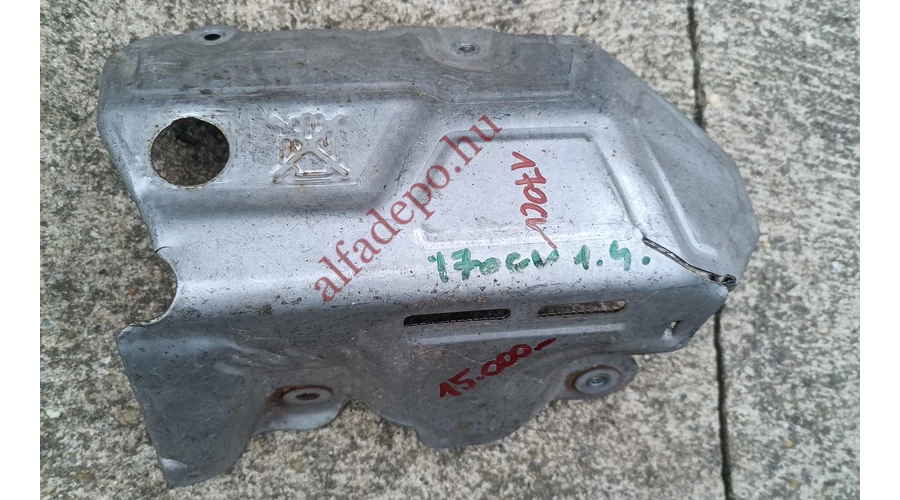 alfadepo.hu
170CV
170CV 1.4.
15.000.-